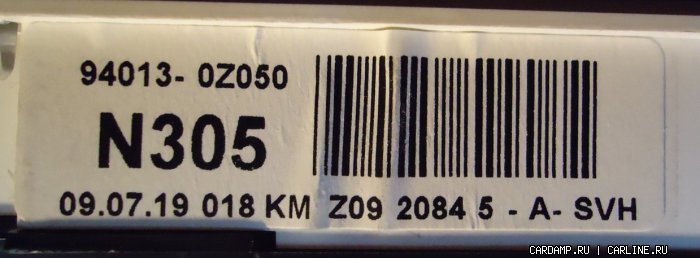 94013- 0Z050
N305
09.07.19 018 KM Z09 2084 5 - A- SVH
CARDAMP.RU | CARLINE.RU